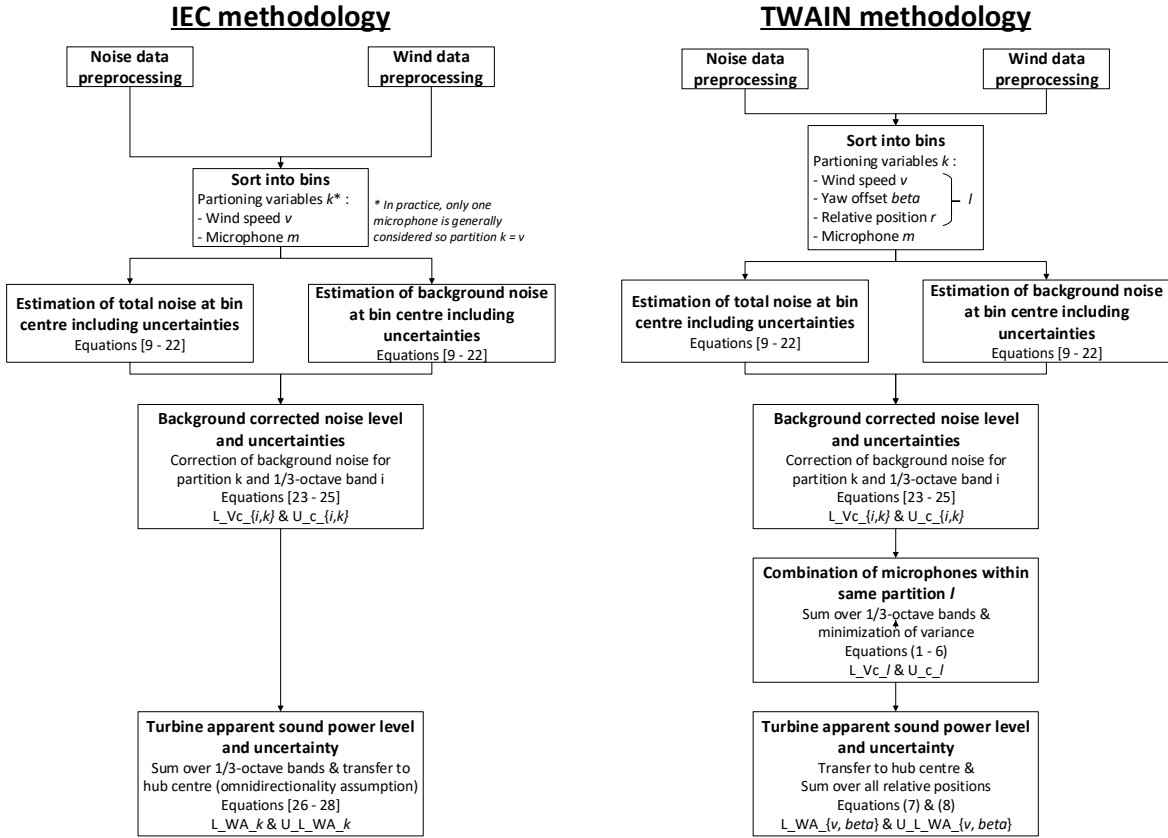 IEC methodology
Noise data
preprocessing
Wind data
preprocessing
Sort into bins
Partioning variables k* :
- Wind speed v
- Microphone m
* In practice, only one
microphone is generally
considered so partition k = v
Estimation of total noise at bin
centre including uncertainties
Equations [9 - 22]
Estimation of background noise
at bin centre including
uncertainties
Equations [9 - 22]
Background corrected noise level
and uncertainties
Correction of background noise for
partition k and 1/3-octave band i
Equations [23 - 25]
L_Vc_{i,k} & U_c_{i,k}
Turbine apparent sound power level
and uncertainty
Sum over 1/3-octave bands & transfer to
hub centre (omnidirectionality assumption)
Equations [26 - 28]
L_WA_k & U_L_WA_k
TWAIN methodology
Noise data
preprocessing
Wind data
preprocessing
Sort into bins
Partioning variables k :
- Wind speed v
- Yaw offset beta
- Relative position r
l
- Microphone m
Estimation of total noise at bin
centre including uncertainties
Equations [9 - 22]
Estimation of background noise
at bin centre including
uncertainties
Equations [9 - 22]
Background corrected noise level
and uncertainties
Correction of background noise for
partition k and 1/3-octave band i
Equations [23 - 25]
L_Vc_{i,k} & U_c_{i,k}
Combination of microphones within
same partition l
Sum over 1/3-octave bands &
minimization of variance
Equations (1 - 6)
L_Vc_l & U_c_l
Turbine apparent sound power level
and uncertainty
Transfer to hub centre &
Sum over all relative positions
Equations (7) & (8)
L_WA_{v, beta} & U_L_WA_{v, beta}